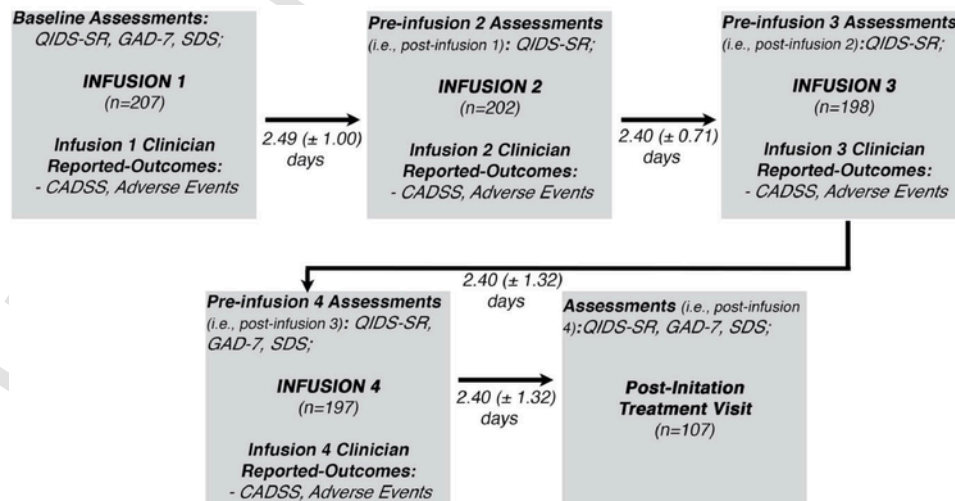 Baseline Assessments:
QIDS-SR, GAD-7, SDS;
INFUSION 1
(n=207)
Infusion 1 Clinician
Reported-Outcomes:
- CADSS, Adverse Events
2.49 (± 1.00)
days
Pre-infusion 2 Assessments
(i.e., post-infusion 1): QIDS-SR;
INFUSION 2
(n=202)
Infusion 2 Clinician
Reported-Outcomes:
- CADSS, Adverse Events
2.40 (± 0.71)
days
Pre-infusion 3 Assessments
(i.e., post-infusion 2):QIDS-SR;
INFUSION 3
(n=198)
Infusion 3 Clinician
Reported-Outcomes:
- CADSS, Adverse Events
2.40 (± 1.32)
days
Pre-infusion 4 Assessments
(i.e., post-infusion 3): QIDS-SR,
GAD-7, SDS;
INFUSION 4
(n=197)
Infusion 4 Clinician
Reported-Outcomes:
- CADSS, Adverse Events
2.40 (± 1.32)
days
Assessments (i.e., post-infusion
4):QIDS-SR, GAD-7, SDS;
Post-Initation
Treatment Visit
(n=107)